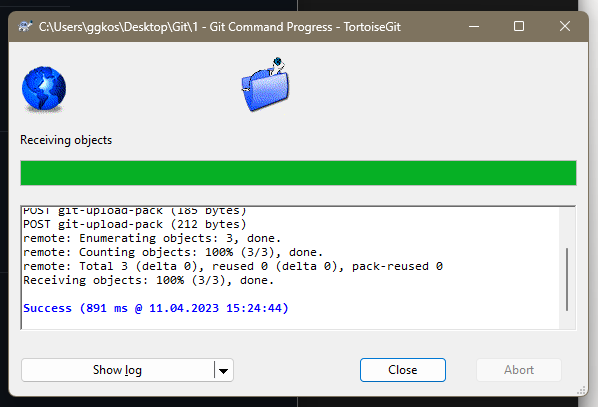 C:\Users\ggkos\Desktop\Git\1 - Git Command Progress - TortoiseGit
Receiving objects
POST git-upload-pack (185 bytes)
POST git-upload-pack (212 bytes)
remote: Enumerating objects: 3, done.
remote: Counting objects: 100% (3/3), done.
remote: Total 3 (delta 0), reused 0 (delta 0), pack-reused 0
Receiving objects: 100% (3/3), done.
Success (891 ms @ 11.04.2023 15:24:44)
Show log
Close
Abort